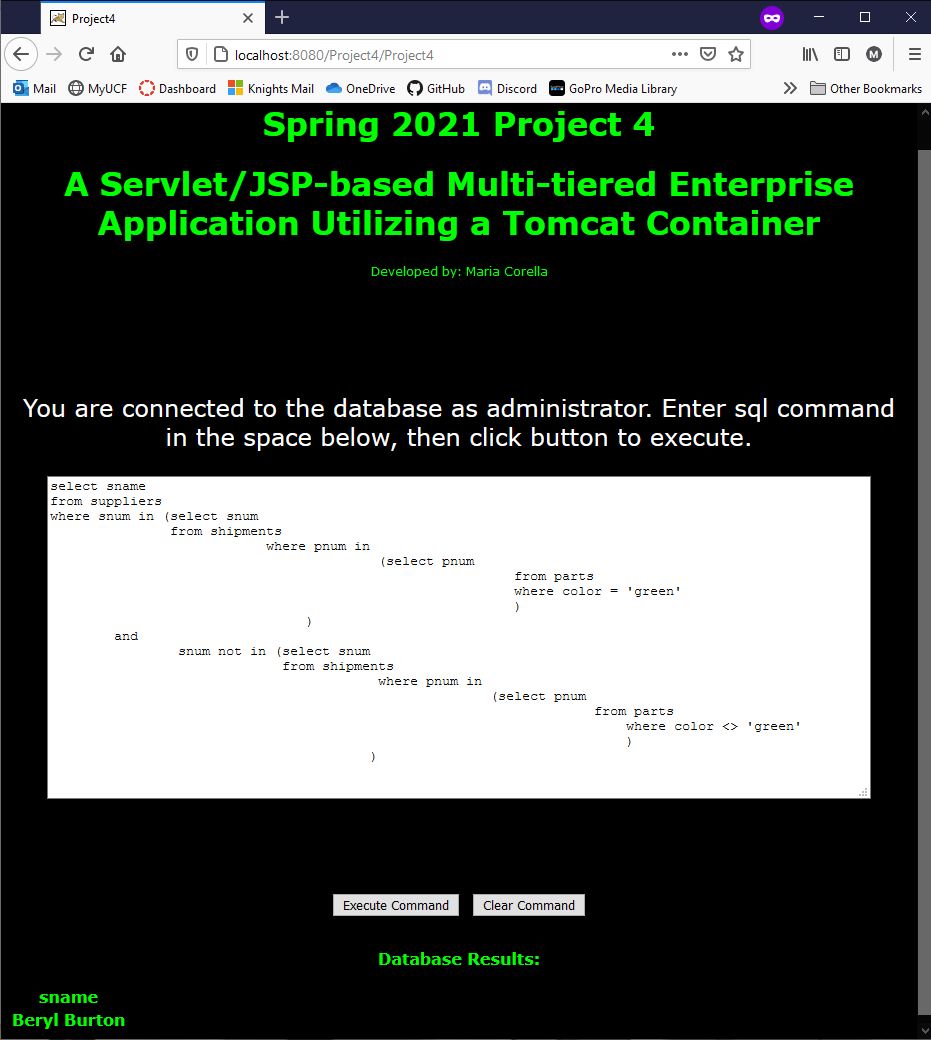 Project4
localhost:8080/Project4/Project4
M
Mail MyUCF Dashboard Knights Mail OneDrive GitHub Discord GoPro Media Library Other Bookmarks
Spring 2021 Project 4
A Servlet/JSP-based Multi-tiered Enterprise
Application Utilizing a Tomcat Container
Developed by: Maria Corella
You are connected to the database as administrator. Enter sql command
in the space below, then click button to execute.
select sname
from suppliers
where snum in (select snum
from shipments
where pnum in
(select pnum
from parts
where color = 'green'
)
)
and
snum not in (select snum
from shipments
where pnum in
(select pnum
from parts
where color <> 'green'
)
)
Execute Command Clear Command
Database Results:
sname
Beryl Burton